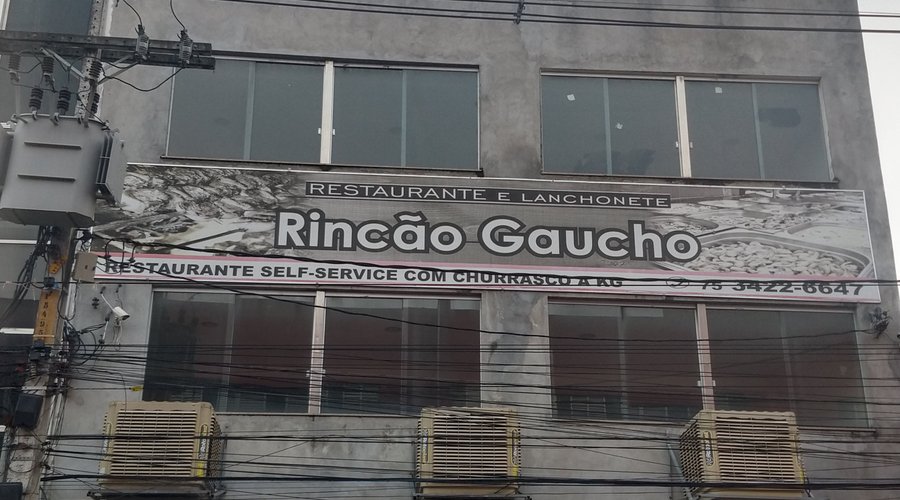 RESTAURANTE E LANCHONETE
Rincão Gaucho
RESTAURANTE SELF-SERVICE COM CHURRASCO A KG 75 3422-6647